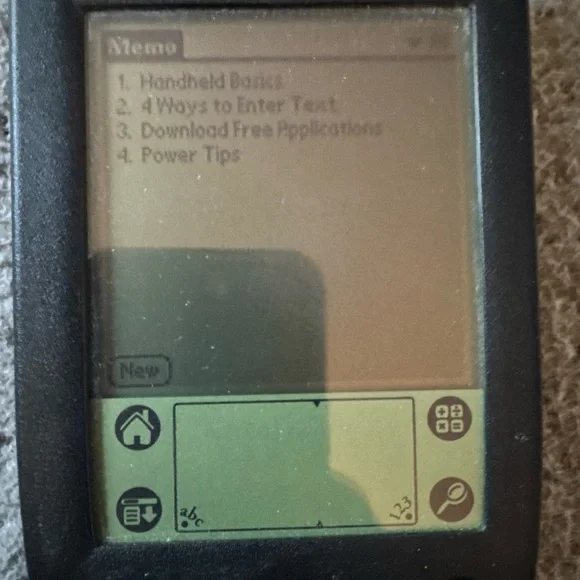 Memo
1. Handheld Basics
2. 4 Ways to Enter Text
3. Download Free Applications
4. Power Tips
New
abc
123